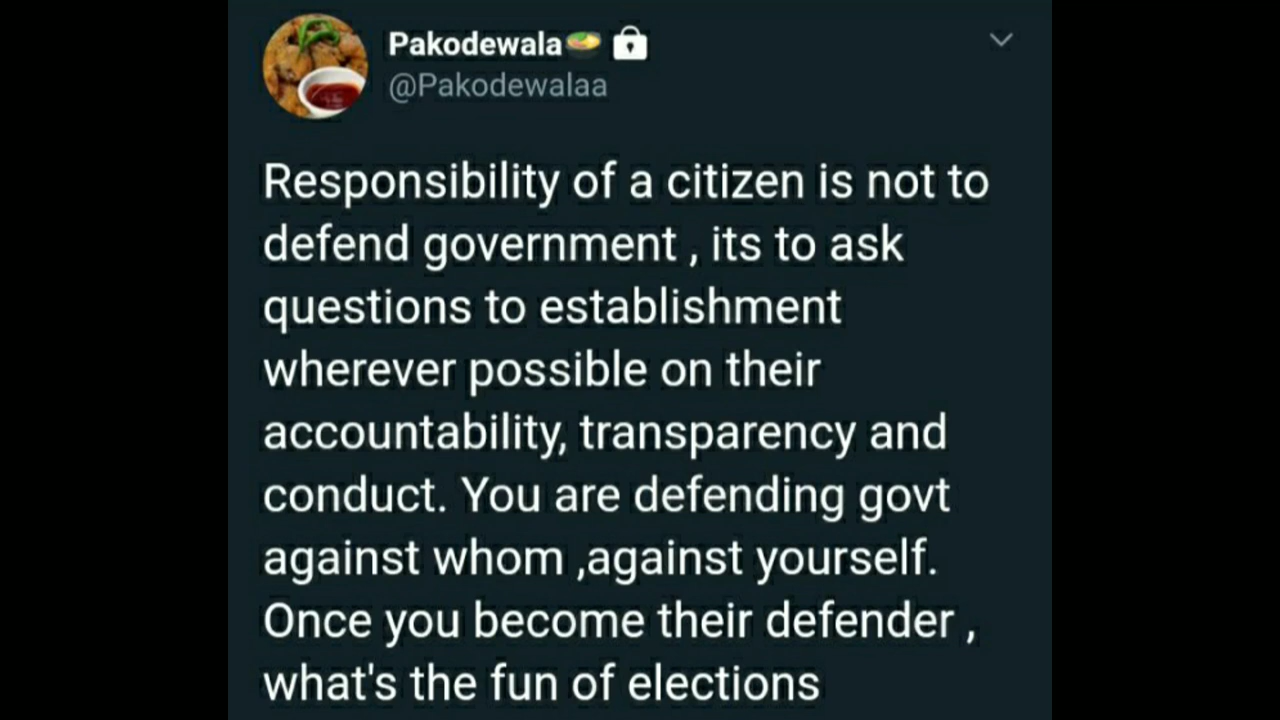 Pakodewala
@Pakodewalaa
Responsibility of a citizen is not to
defend government , its to ask
questions to establishment
wherever possible on their
accountability, transparency and
conduct. You are defending govt
against whom ,against yourself.
Once you become their defender ,
what's the fun of elections